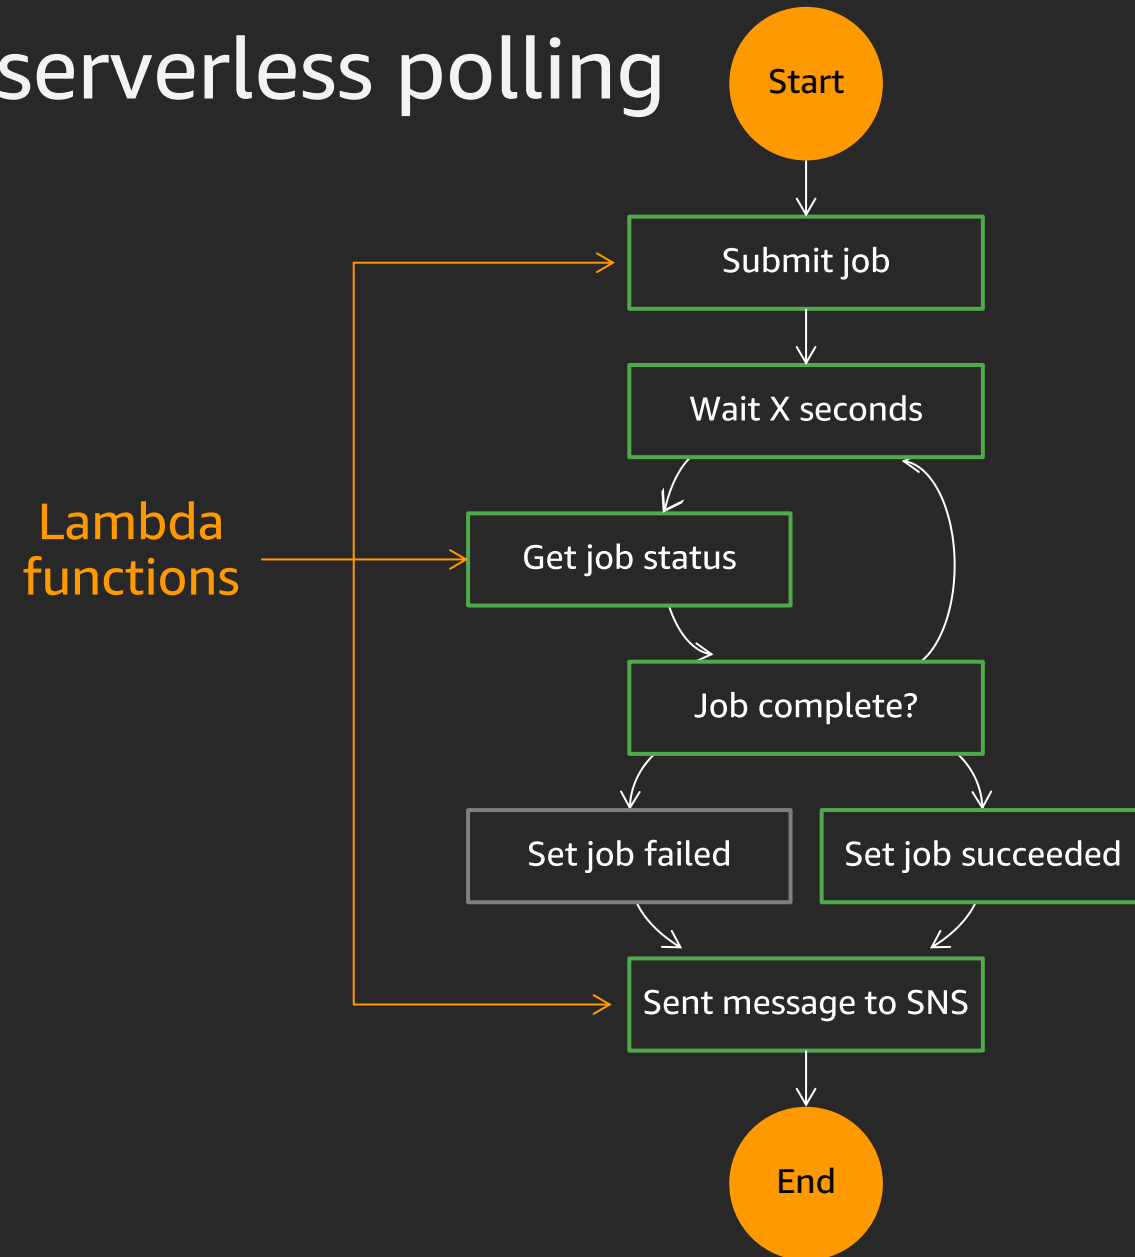 serverless polling
Start
Submit job
Wait X seconds
Lambda
functions
Get job status
Job complete?
Set job failed
Set job succeeded
Sent message to SNS
End